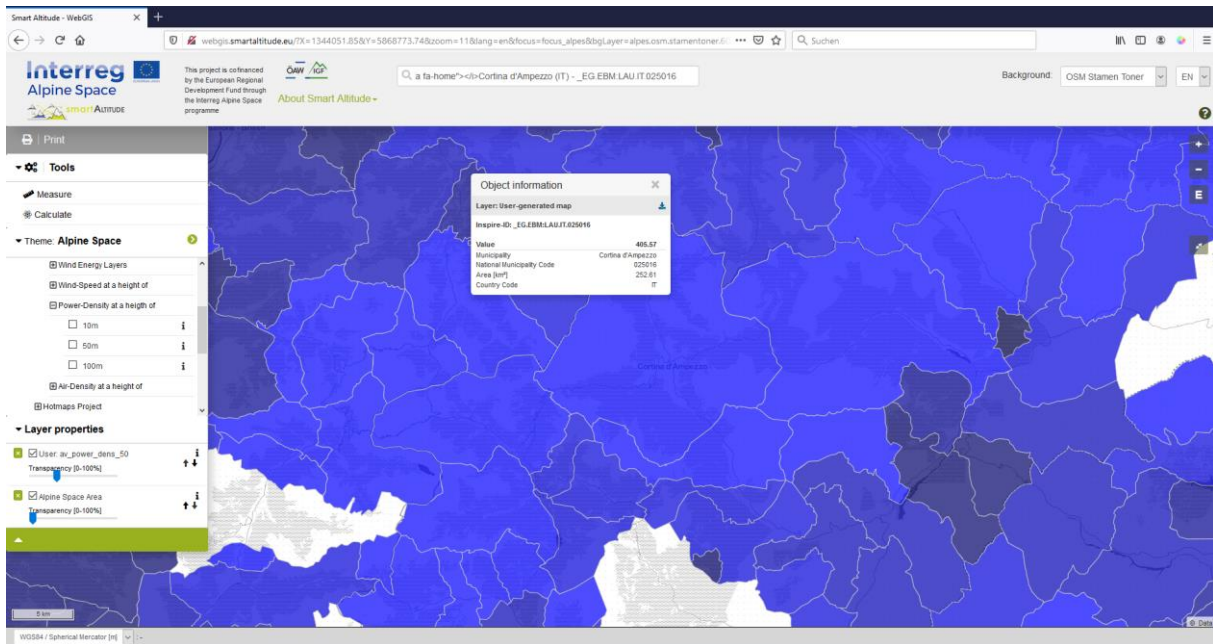 Smart Altitude - WebGIS
webgis.smartaltitude.eu/?X=1344051.85&Y=5868773.74&zoom=11&lang=en&focus=focus_alpes&bgLayer=alpes.osm.stamentoner
Suchen
Interreg
Alpine Space
smartALTITUDE
This project is cofinanced
by the European Regional
Development Fund through
the Interreg Alpine Space
programme
ÖAW IGF
About Smart Altitude
a fa-home"></i>Cortina d'Ampezzo (IT) - _EG.EBM:LAU.IT.025016
Background: OSM Stamen Toner EN
Print
Tools
Measure
Calculate
Theme: Alpine Space
Wind Energy Layers
Wind-Speed at a height of
Power-Density at a heigth of
10m
50m
100m
Air-Density at a height of
Hotmaps Project
Layer properties
User: av_power_dens_50
Transparency [0-100%]
Alpine Space Area
Transparency [0-100%]
Object information
Layer: User-generated map
Inspire-ID: _EG.EBM:LAU.IT.025016
Value 405.57
Municipality Cortina d'Ampezzo
National Municipality Code 025016
Area [km²] 252.61
Country Code IT
Cortina d'Ampezzo
E
5 km
© Data
WGS84 / Spherical Mercator [m]